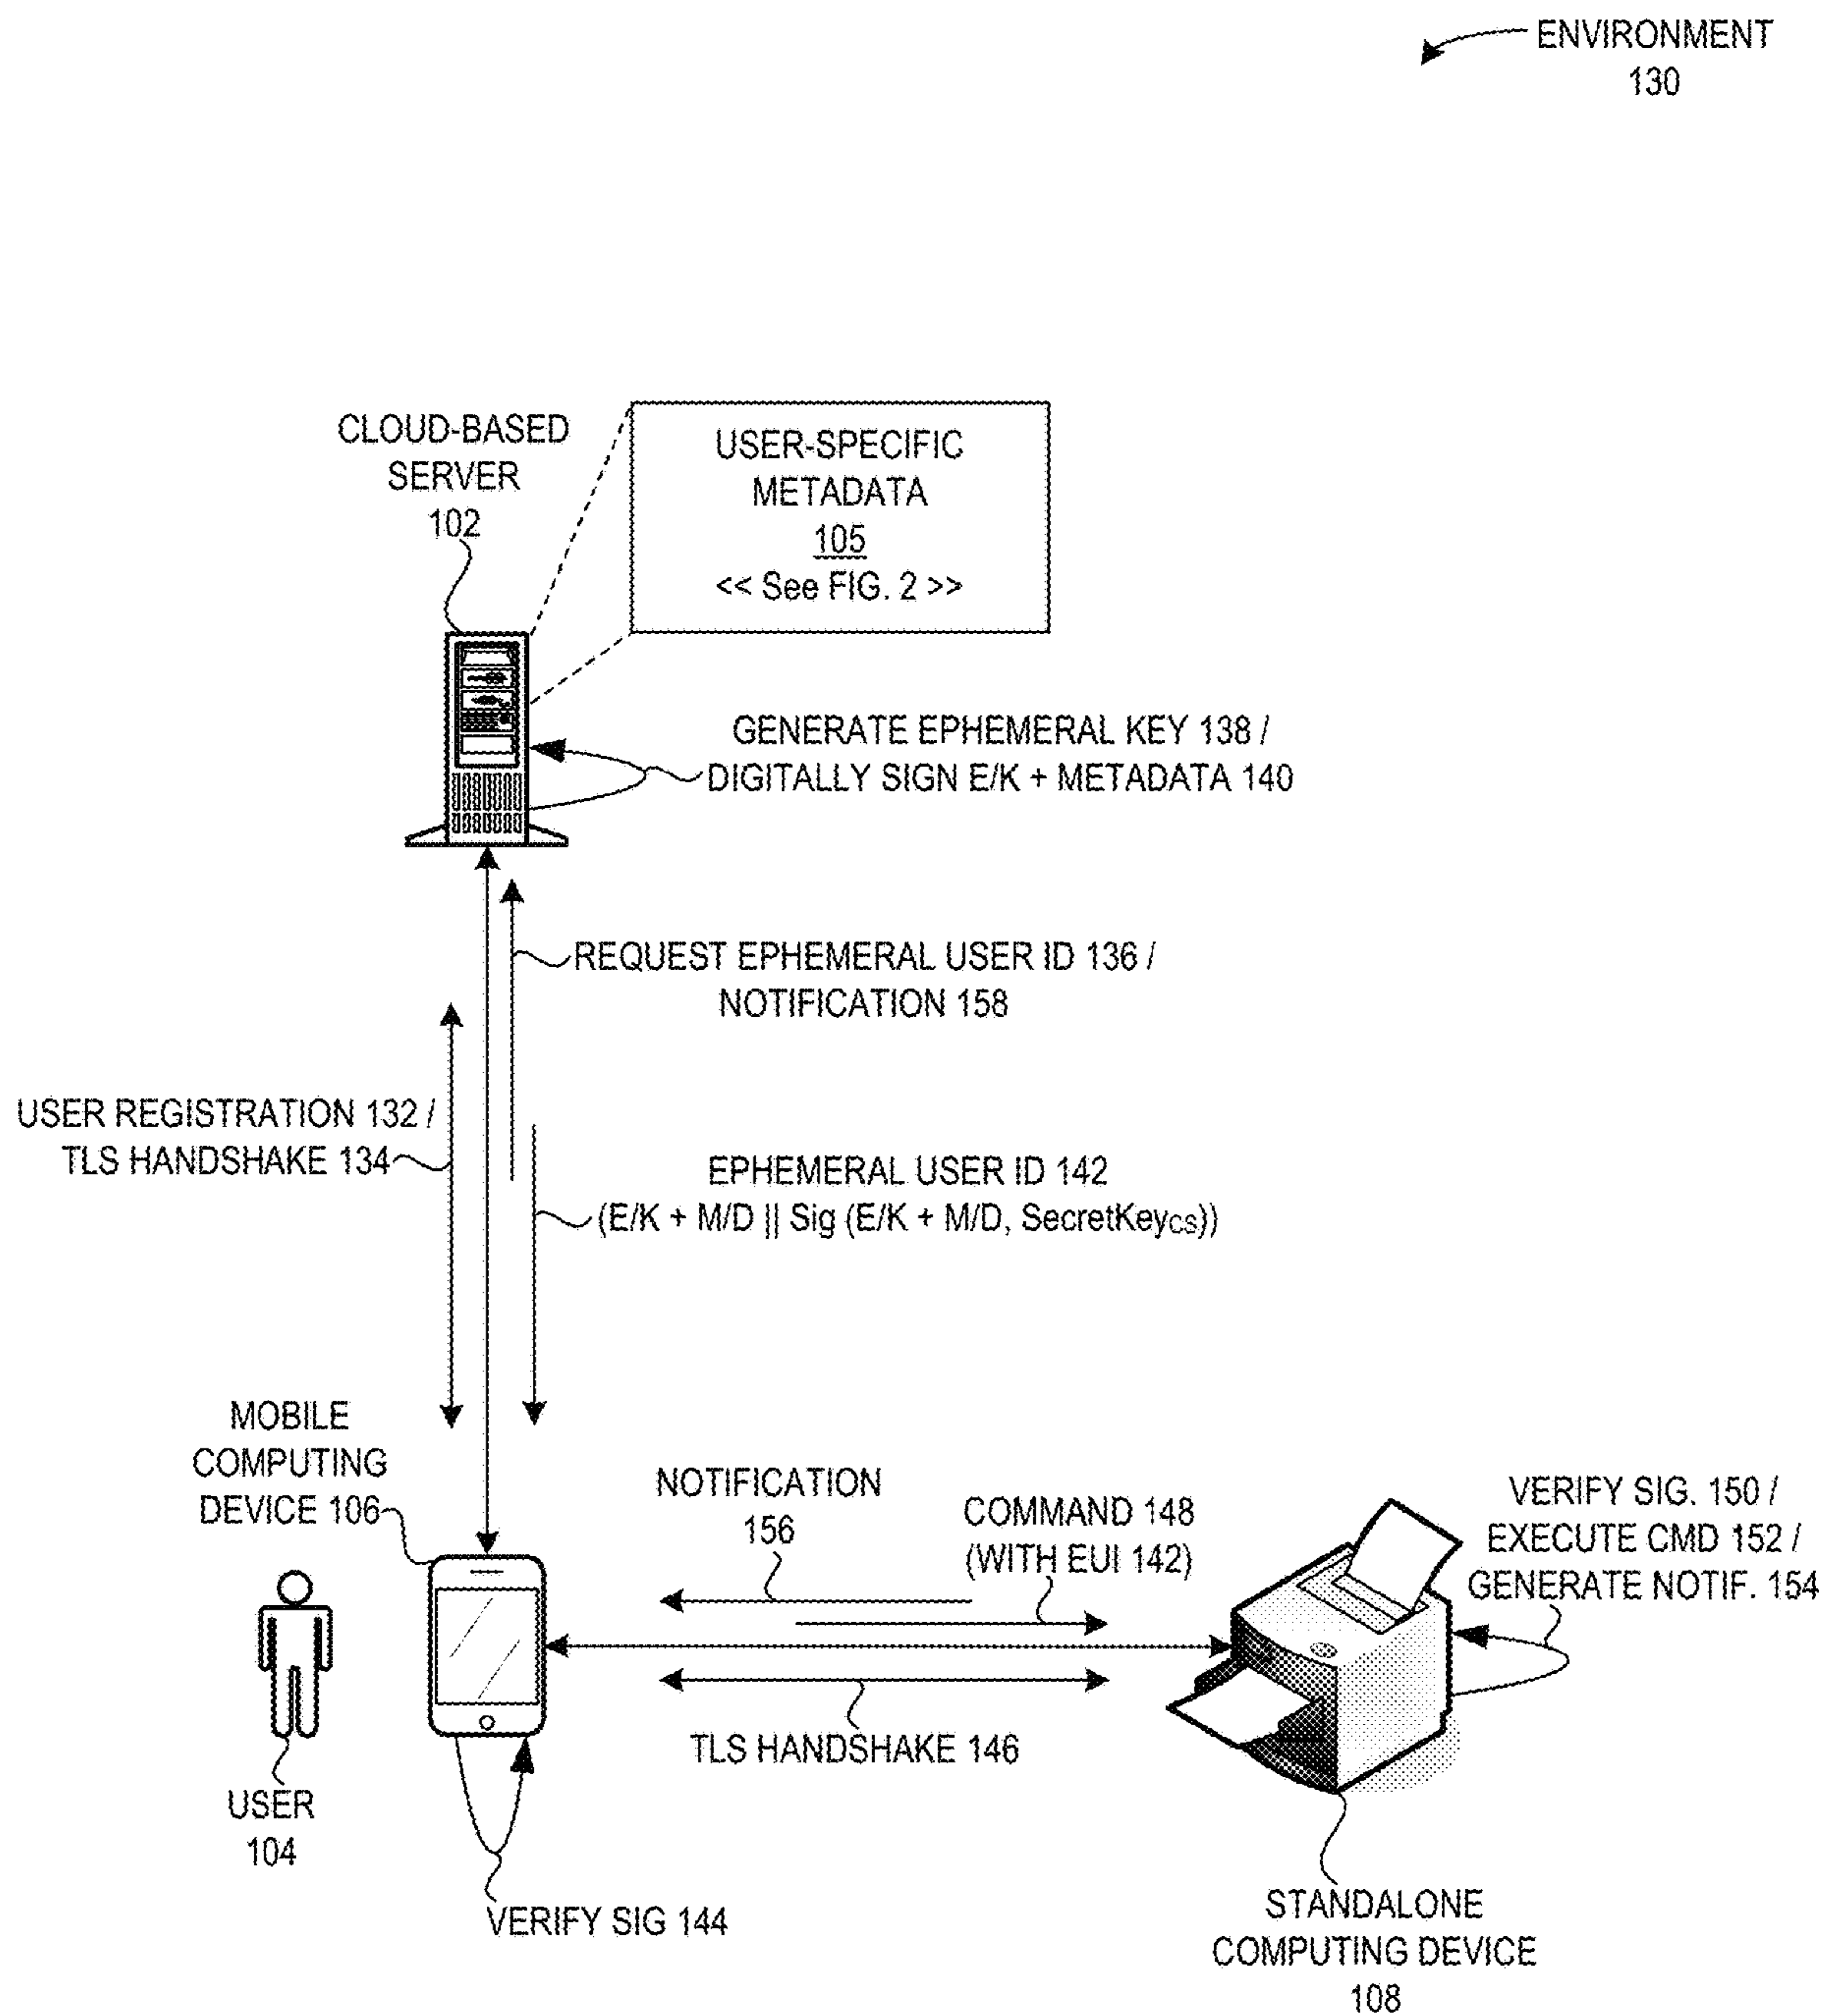 ENVIRONMENT
130
CLOUD-BASED
SERVER
102
USER-SPECIFIC
METADATA
105
<< See FIG. 2 >>
GENERATE EPHEMERAL KEY 138 /
DIGITALLY SIGN E/K + METADATA 140
REQUEST EPHEMERAL USER ID 136 /
NOTIFICATION 158
USER REGISTRATION 132 /
TLS HANDSHAKE 134
EPHEMERAL USER ID 142
(E/K + M/D || Sig (E/K + M/D, SecretKeyCS))
MOBILE
COMPUTING
DEVICE 106
NOTIFICATION
156
COMMAND 148
(WITH EUI 142)
VERIFY SIG. 150 /
EXECUTE CMD 152 /
GENERATE NOTIF. 154
TLS HANDSHAKE 146
USER
104
VERIFY SIG 144
STANDALONE
COMPUTING DEVICE
108